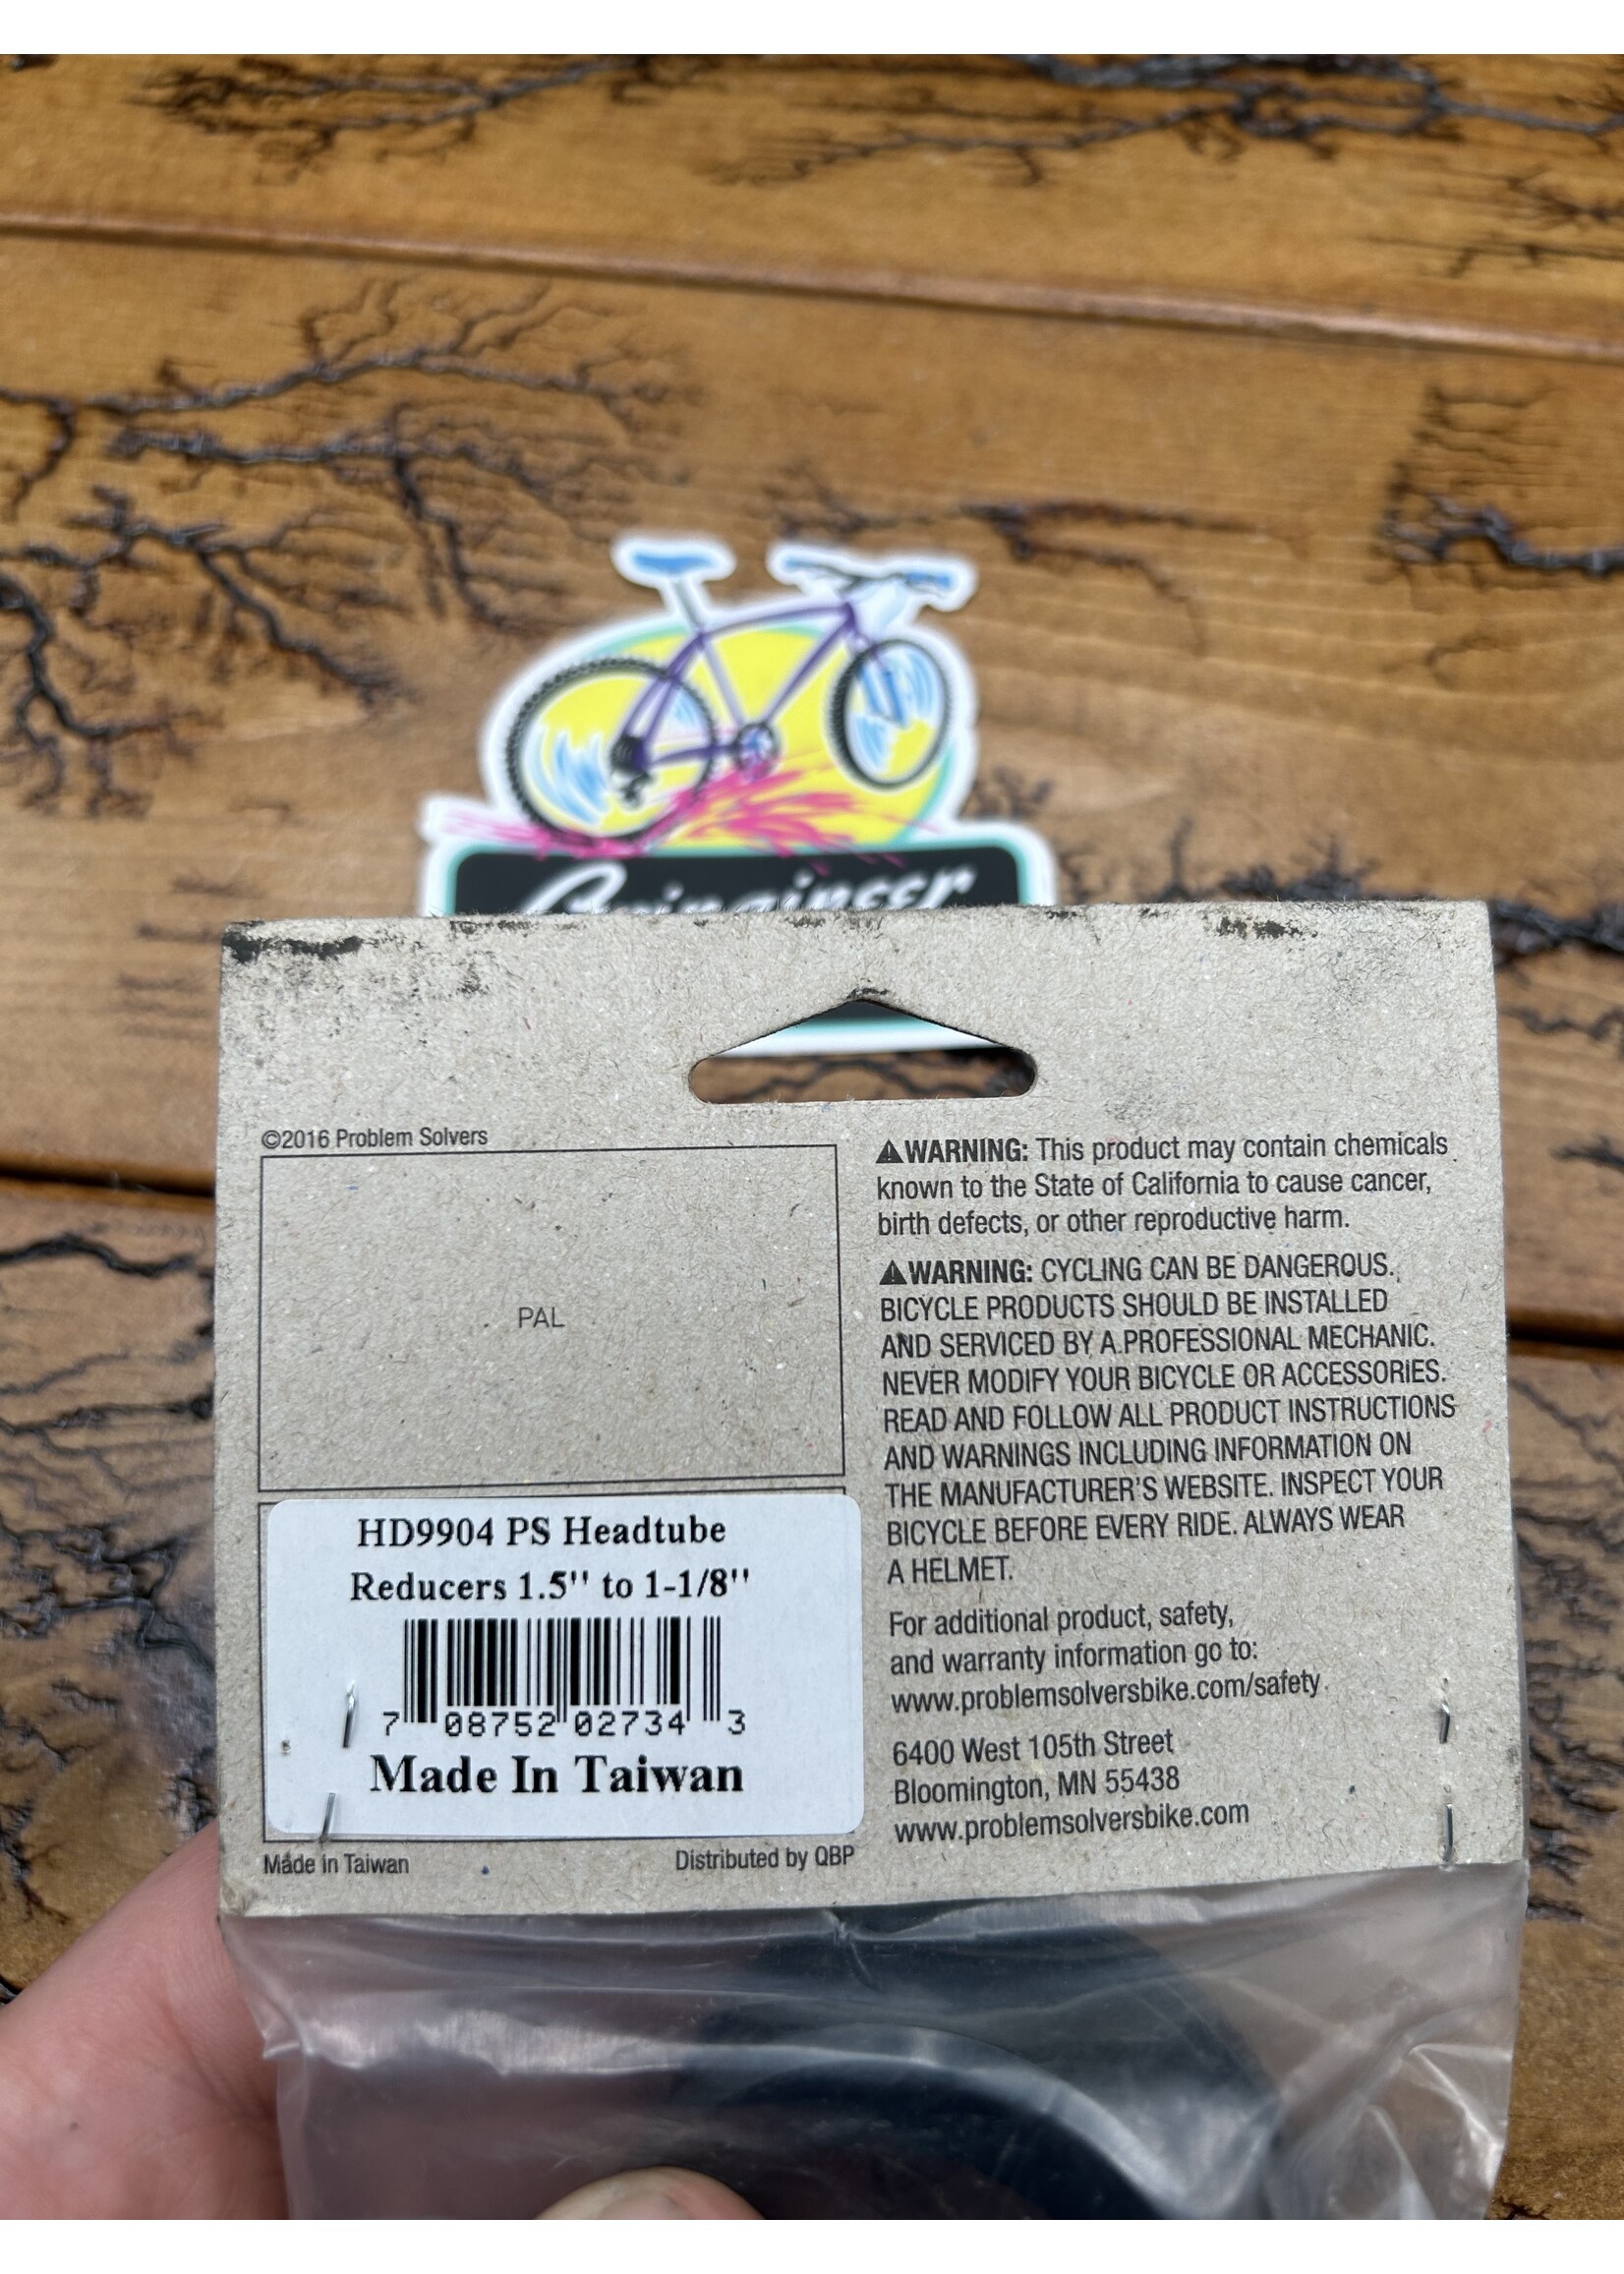 ©2016 Problem Solvers
PAL
HD9904 PS Headtube
Reducers 1.5" to 1-1/8"
7 08752 02734 3
Made In Taiwan
Made in Taiwan
Distributed by QBP
WARNING: This product may contain chemicals
known to the State of California to cause cancer,
birth defects, or other reproductive harm.
WARNING: CYCLING CAN BE DANGEROUS.
BICYCLE PRODUCTS SHOULD BE INSTALLED
AND SERVICED BY A PROFESSIONAL MECHANIC.
NEVER MODIFY YOUR BICYCLE OR ACCESSORIES.
READ AND FOLLOW ALL PRODUCT INSTRUCTIONS
AND WARNINGS INCLUDING INFORMATION ON
THE MANUFACTURER'S WEBSITE. INSPECT YOUR
BICYCLE BEFORE EVERY RIDE. ALWAYS WEAR
A HELMET.
For additional product, safety,
and warranty information go to:
www.problemsolversbike.com/safety
6400 West 105th Street
Bloomington, MN 55438
www.problemsolversbike.com